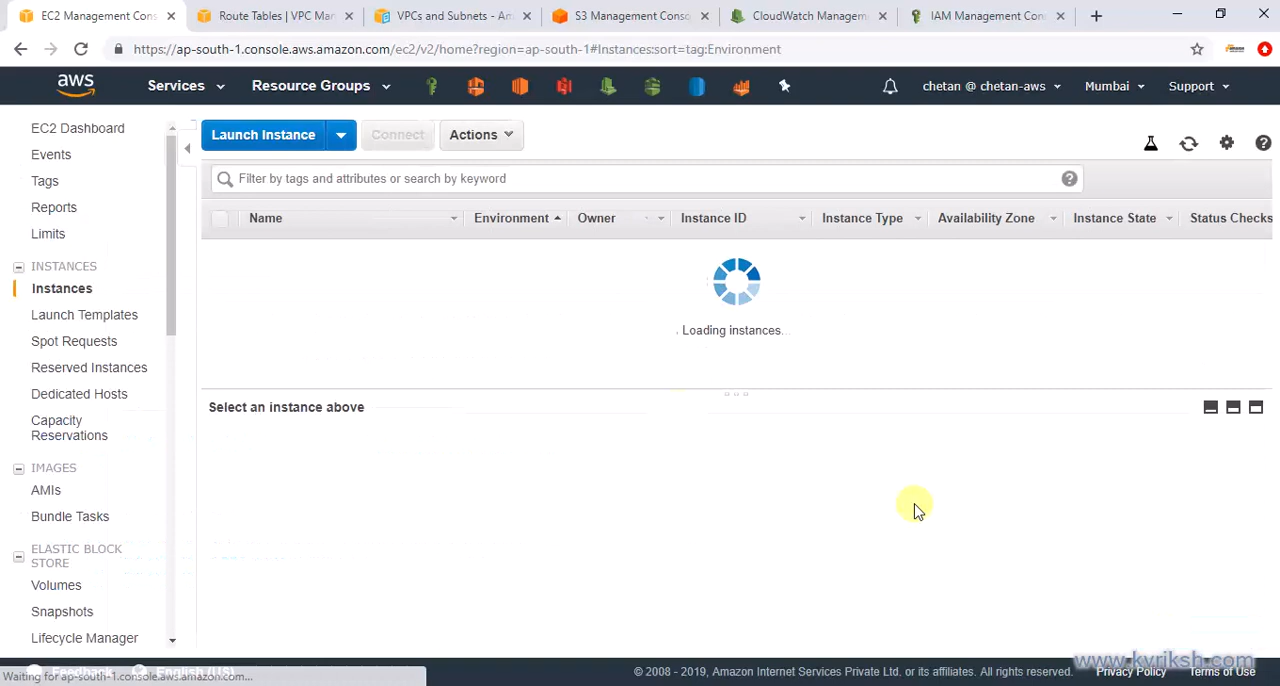 EC2 Management Cons
Route Tables | VPC Man
VPCs and Subnets - Am
S3 Management Conso
CloudWatch Managem
IAM Management Con
https://ap-south-1.console.aws.amazon.com/ec2/v2/home?region=ap-south-1#Instances:sort=tag:Environment
aws
Services
Resource Groups
chetan @ chetan-aws
Mumbai
Support
EC2 Dashboard
Events
Tags
Reports
Limits
INSTANCES
Instances
Launch Templates
Spot Requests
Reserved Instances
Dedicated Hosts
Capacity
Reservations
IMAGES
AMIs
Bundle Tasks
ELASTIC BLOCK
STORE
Volumes
Snapshots
Lifecycle Manager
Launch Instance
Connect
Actions
Filter by tags and attributes or search by keyword
Name
Environment
Owner
Instance ID
Instance Type
Availability Zone
Instance State
Status Checks
Loading instances...
Select an instance above
Feedback
English (US)
Waiting for ap-south-1.console.aws.amazon.com...
© 2008 - 2019, Amazon Internet Services Private Ltd. or its affiliates. All rights reserved.
Privacy Policy
Terms of Use
www.kvriksh.com